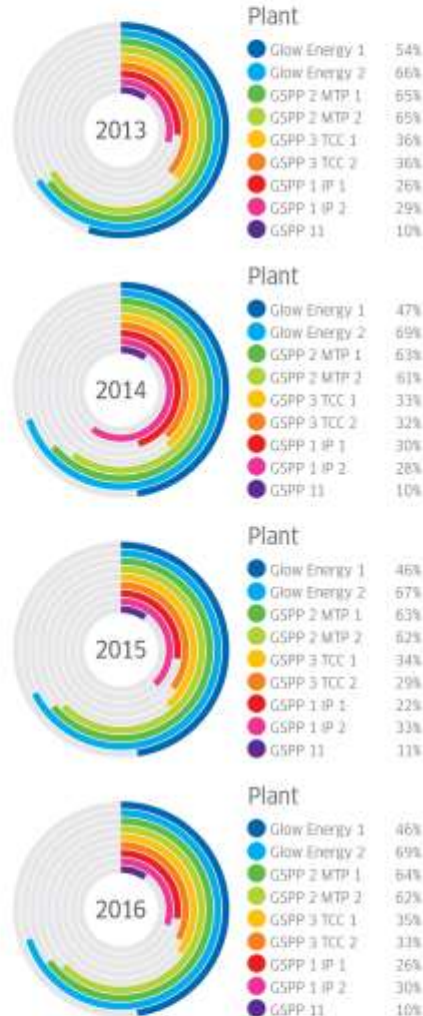 Plant
2013
Glow Energy 1 54%
Glow Energy 2 66%
GSPP 2 MTP 1 65%
GSPP 2 MTP 2 65%
GSPP 3 TCC 1 36%
GSPP 3 TCC 2 36%
GSPP 1 IP 1 26%
GSPP 1 IP 2 29%
GSPP 11 10%
Plant
2014
Glow Energy 1 47%
Glow Energy 2 69%
GSPP 2 MTP 1 63%
GSPP 2 MTP 2 61%
GSPP 3 TCC 1 33%
GSPP 3 TCC 2 32%
GSPP 1 IP 1 30%
GSPP 1 IP 2 28%
GSPP 11 10%
Plant
2015
Glow Energy 1 46%
Glow Energy 2 67%
GSPP 2 MTP 1 63%
GSPP 2 MTP 2 62%
GSPP 3 TCC 1 34%
GSPP 3 TCC 2 29%
GSPP 1 IP 1 22%
GSPP 1 IP 2 33%
GSPP 11 11%
Plant
2016
Glow Energy 1 46%
Glow Energy 2 69%
GSPP 2 MTP 1 64%
GSPP 2 MTP 2 62%
GSPP 3 TCC 1 35%
GSPP 3 TCC 2 33%
GSPP 1 IP 1 26%
GSPP 1 IP 2 30%
GSPP 11 10%